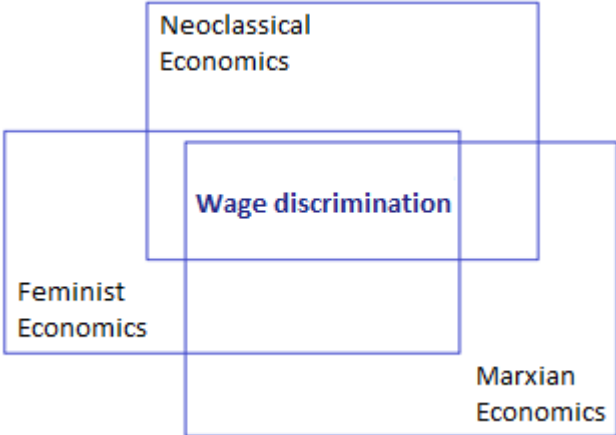 Neoclassical
Economics
Wage discrimination
Feminist
Economics
Marxian
Economics